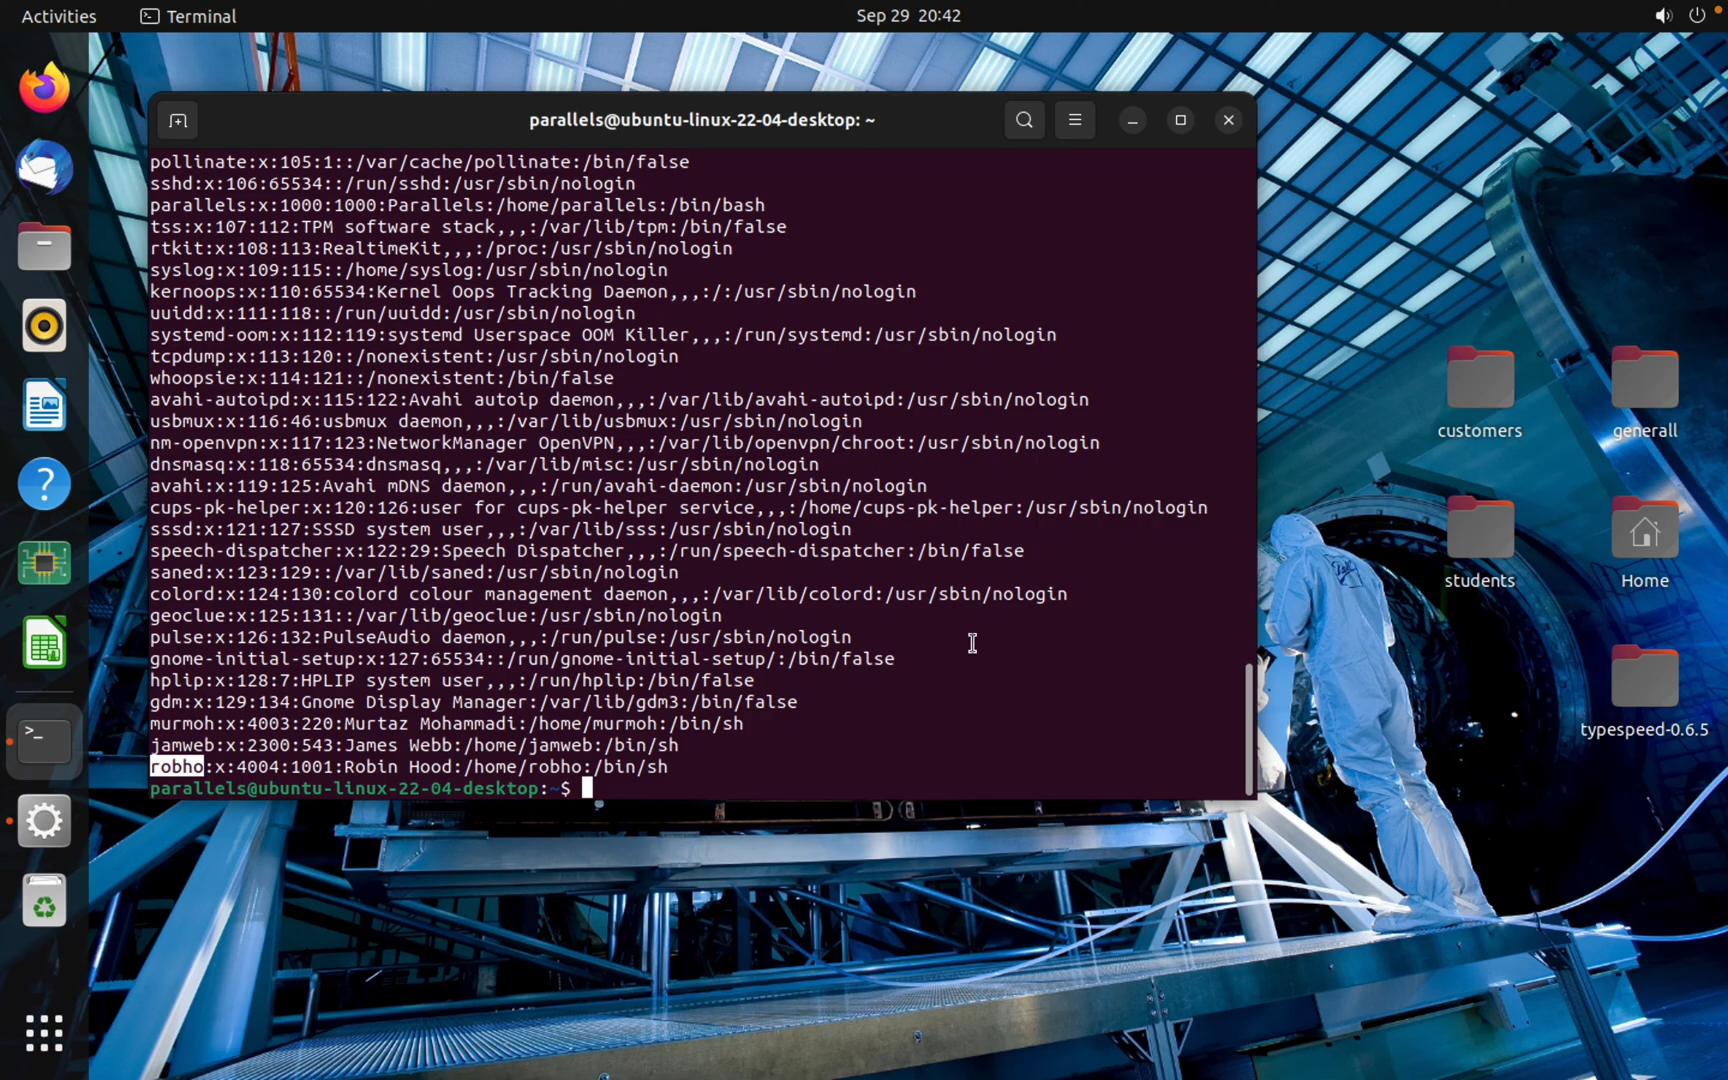 Activities
Terminal
Sep 29 20:42
parallels@ubuntu-linux-22-04-desktop: ~
pollinate:x:105:1::/var/cache/pollinate:/bin/false
sshd:x:106:65534::/run/sshd:/usr/sbin/nologin
parallels:x:1000:1000:Parallels:/home/parallels:/bin/bash
tss:x:107:112:TPM software stack,,,:/var/lib/tpm:/bin/false
rtkit:x:108:113:RealtimeKit,,,:/proc:/usr/sbin/nologin
syslog:x:109:115::/home/syslog:/usr/sbin/nologin
kernoops:x:110:65534:Kernel Oops Tracking Daemon,,,:/:/usr/sbin/nologin
uuidd:x:111:118::/run/uuidd:/usr/sbin/nologin
systemd-oom:x:112:119:systemd Userspace OOM Killer,,,:/run/systemd:/usr/sbin/nologin
tcpdump:x:113:120::/nonexistent:/usr/sbin/nologin
whoopsie:x:114:121::/nonexistent:/bin/false
avahi-autoipd:x:115:122:Avahi autoip daemon,,,:/var/lib/avahi-autoipd:/usr/sbin/nologin
usbmux:x:116:46:usbmux daemon,,,:/var/lib/usbmux:/usr/sbin/nologin
nm-openvpn:x:117:123:NetworkManager OpenVPN,,,:/var/lib/openvpn/chroot:/usr/sbin/nologin
dnsmasq:x:118:65534:dnsmasq,,,:/var/lib/misc:/usr/sbin/nologin
avahi:x:119:125:Avahi mDNS daemon,,,:/run/avahi-daemon:/usr/sbin/nologin
cups-pk-helper:x:120:126:user for cups-pk-helper service,,,:/home/cups-pk-helper:/usr/sbin/nologin
sssd:x:121:127:SSSD system user,,,:/var/lib/sss:/usr/sbin/nologin
speech-dispatcher:x:122:29:Speech Dispatcher,,,:/run/speech-dispatcher:/bin/false
saned:x:123:129::/var/lib/saned:/usr/sbin/nologin
colord:x:124:130:colord colour management daemon,,,:/var/lib/colord:/usr/sbin/nologin
geoclue:x:125:131::/var/lib/geoclue:/usr/sbin/nologin
pulse:x:126:132:PulseAudio daemon,,,:/run/pulse:/usr/sbin/nologin
gnome-initial-setup:x:127:65534::/run/gnome-initial-setup/:/bin/false
hplip:x:128:7:HPLIP system user,,,:/run/hplip:/bin/false
gdm:x:129:134:Gnome Display Manager:/var/lib/gdm3:/bin/false
murmoh:x:4003:220:Murtaz Mohammadi:/home/murmoh:/bin/sh
jamweb:x:2300:543:James Webb:/home/jamweb:/bin/sh
robho:x:4004:1001:Robin Hood:/home/robho:/bin/sh
parallels@ubuntu-linux-22-04-desktop:~$
customers
generall
students
Home
typespeed-0.6.5